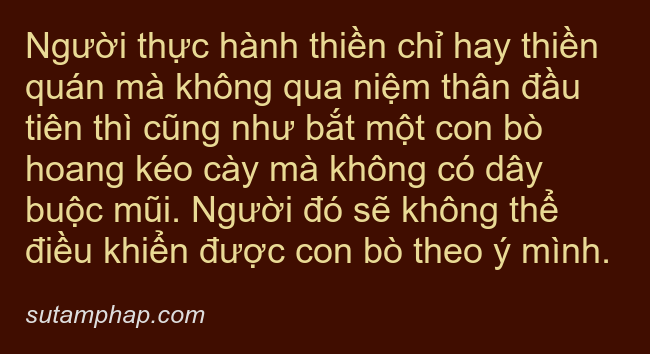 Người thực hành thiền chỉ hay thiền
quán mà không qua niệm thân đầu
tiên thì cũng như bắt một con bò
hoang kéo cày mà không có dây
buộc mũi. Người đó sẽ không thể
điều khiển được con bò theo ý mình.
sutamphap.com